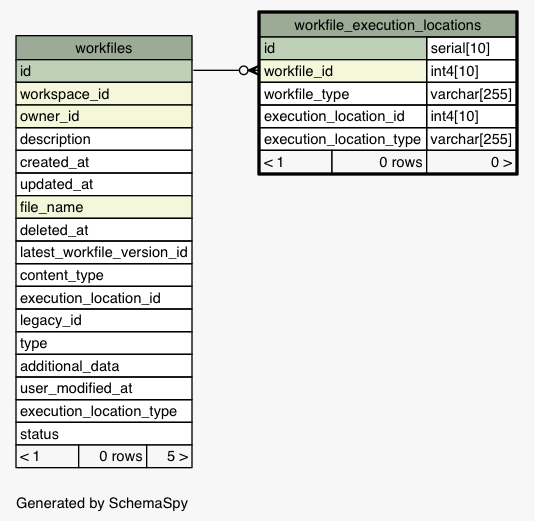 workfiles
id
workspace_id
owner_id
description
created_at
updated_at
file_name
deleted_at
latest_workfile_version_id
content_type
execution_location_id
legacy_id
type
additional_data
user_modified_at
execution_location_type
status
< 1 0 rows 5 >
workfile_execution_locations
id serial[10]
workfile_id int4[10]
workfile_type varchar[255]
execution_location_id int4[10]
execution_location_type varchar[255]
< 1 0 rows 0 >
Generated by SchemaSpy